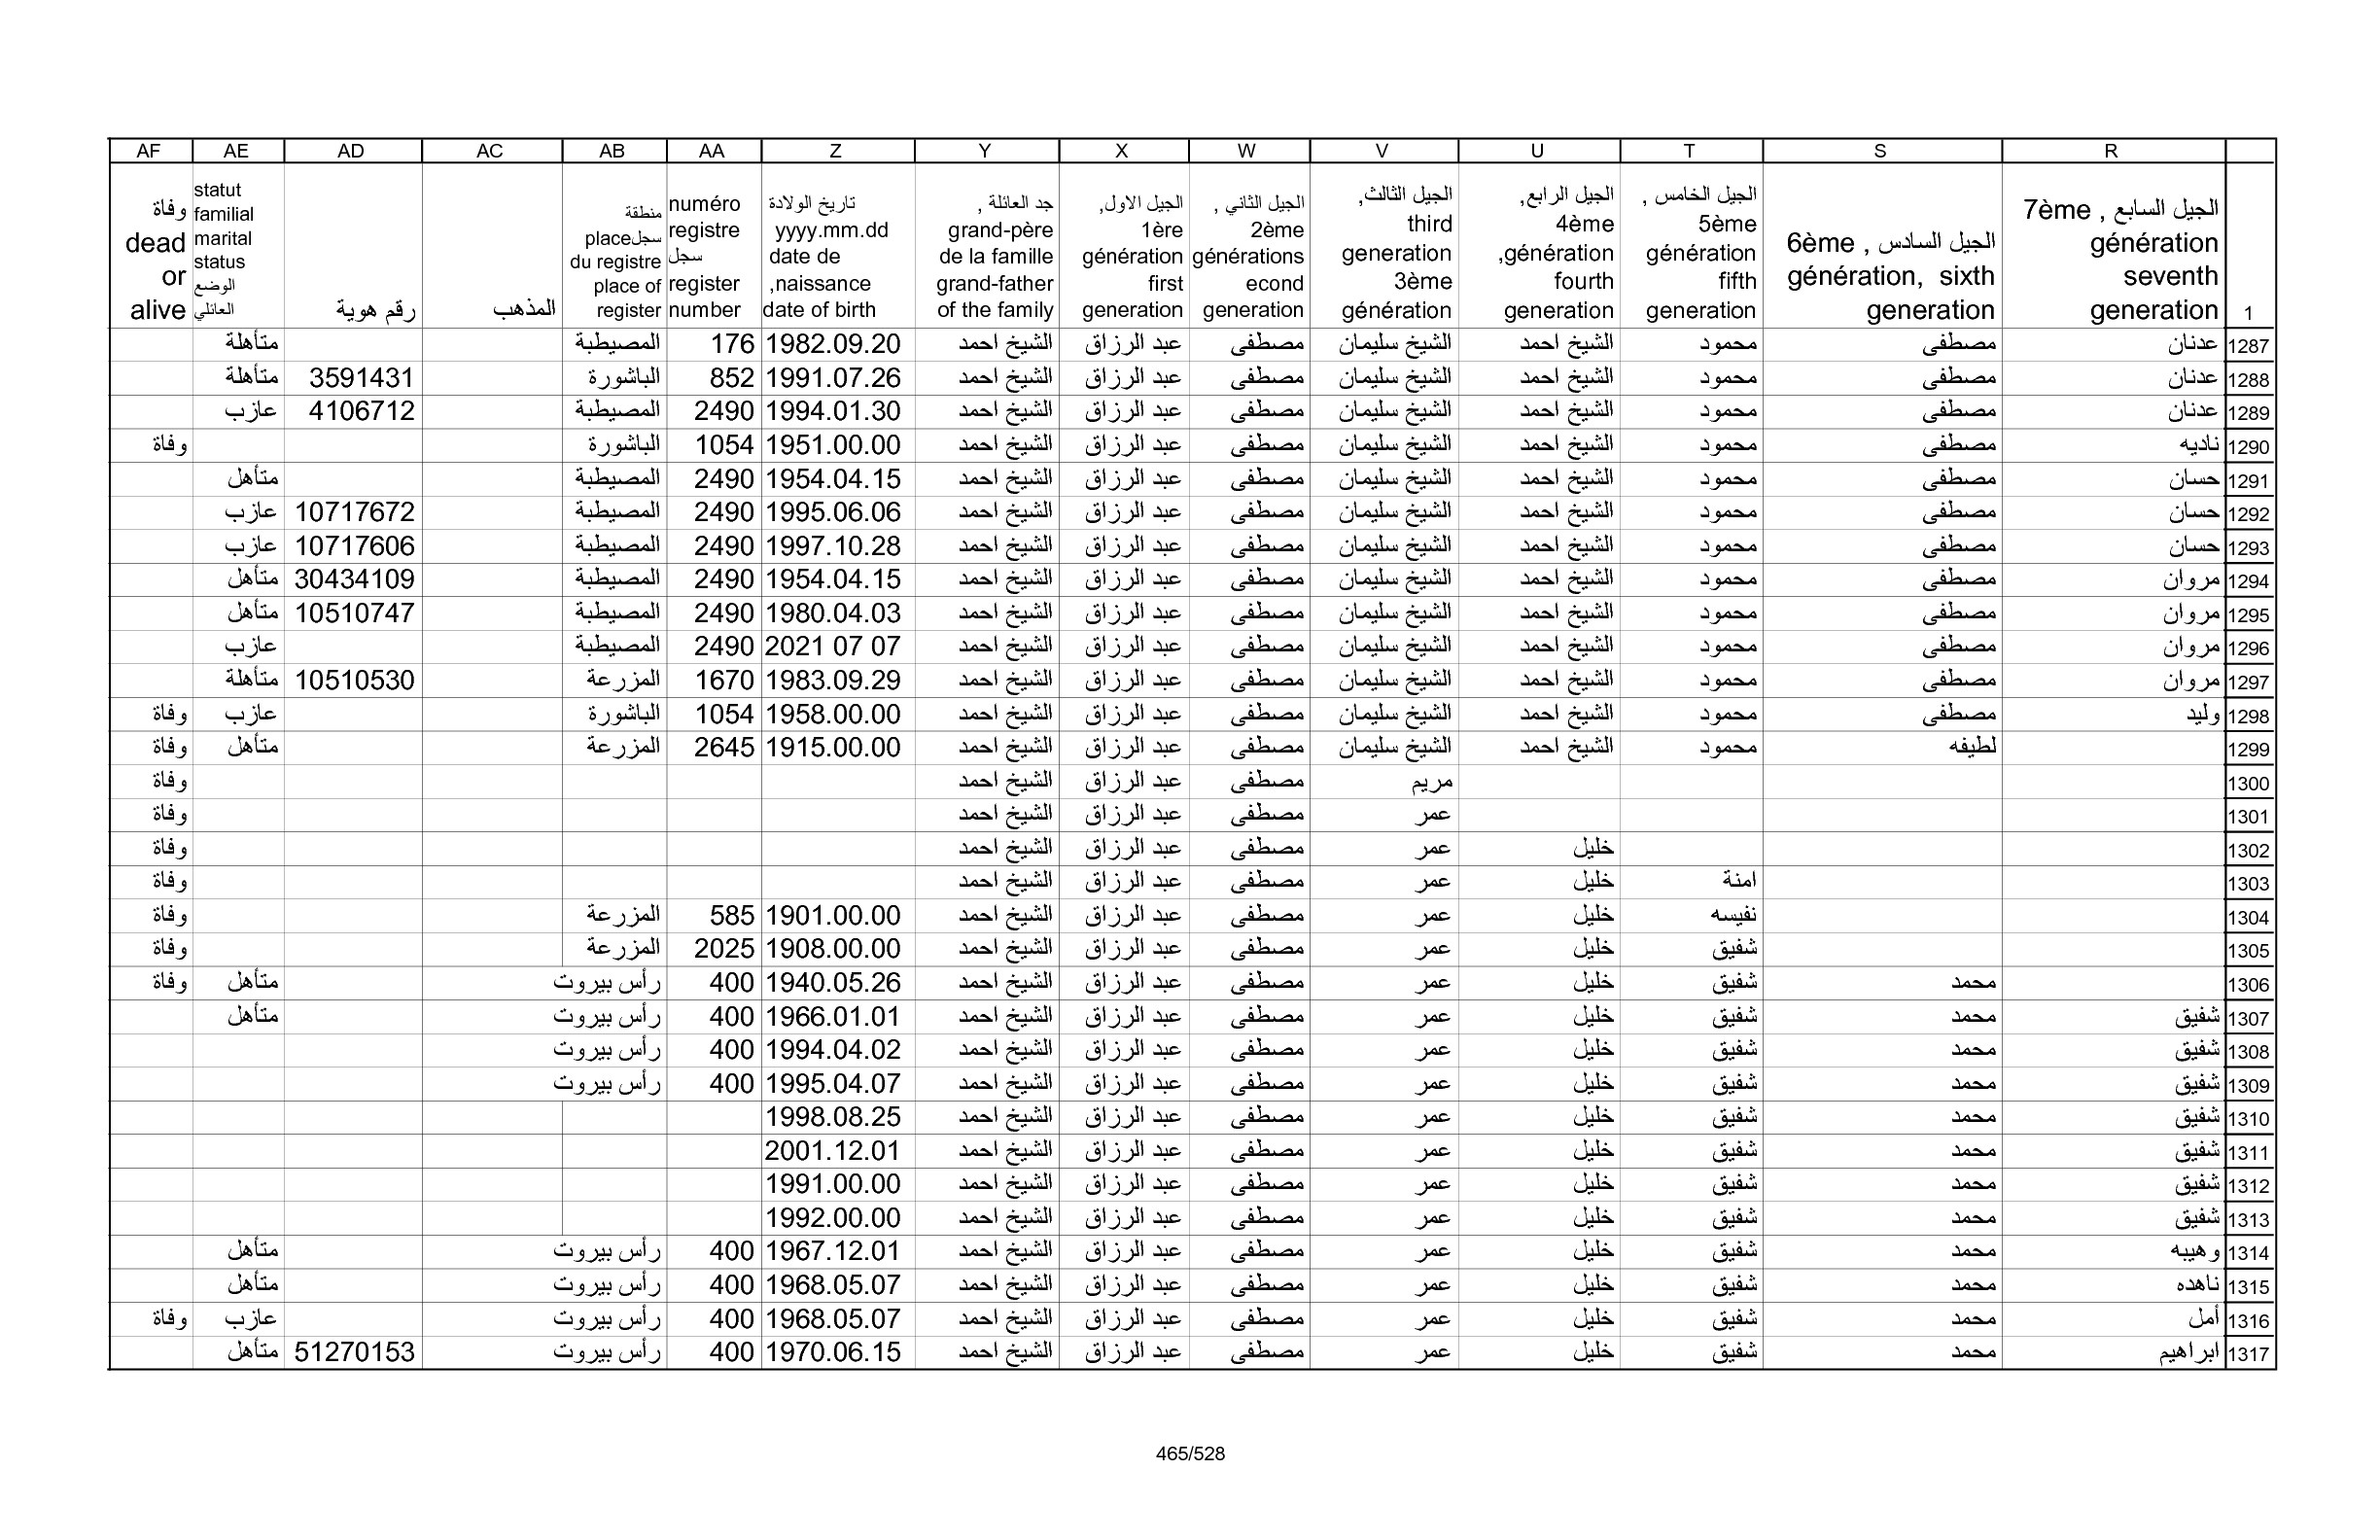 R S T U V W X Y Z AA AB AC AD AE AF
1 الجيل السابع , 7ème génération seventh generation الجيل السادس , 6ème génération, sixth generation الجيل الخامس , 5ème génération fifth generation الجيل الرابع, 4ème génération, fourth generation الجيل الثالث, third generation 3ème génération الجيل الثاني , 2ème générations econd generation الجيل الاول, 1ère génération first generation جد العائلة , grand-père de la famille grand-father of the family تاريخ الولادة yyyy.mm.dd date de naissance, date of birth numéro registre سجل register number منطقة سجل place du registre place of register المذهب رقم هوية statut familial marital status الوضع العائلي وفاة dead or alive
1287 عدنان مصطفى محمود الشيخ احمد الشيخ سليمان مصطفى عبد الرزاق الشيخ احمد 1982.09.20 176 المصيطبة متأهلة
1288 عدنان مصطفى محمود الشيخ احمد الشيخ سليمان مصطفى عبد الرزاق الشيخ احمد 1991.07.26 852 الباشورة 3591431 متأهلة
1289 عدنان مصطفى محمود الشيخ احمد الشيخ سليمان مصطفى عبد الرزاق الشيخ احمد 1994.01.30 2490 المصيطبة 4106712 عازب
1290 ناديه مصطفى محمود الشيخ احمد الشيخ سليمان مصطفى عبد الرزاق الشيخ احمد 1951.00.00 1054 الباشورة وفاة
1291 حسان مصطفى محمود الشيخ احمد الشيخ سليمان مصطفى عبد الرزاق الشيخ احمد 1954.04.15 2490 المصيطبة متأهل
1292 حسان مصطفى محمود الشيخ احمد الشيخ سليمان مصطفى عبد الرزاق الشيخ احمد 1995.06.06 2490 المصيطبة 10717672 عازب
1293 حسان مصطفى محمود الشيخ احمد الشيخ سليمان مصطفى عبد الرزاق الشيخ احمد 1997.10.28 2490 المصيطبة 10717606 عازب
1294 مروان مصطفى محمود الشيخ احمد الشيخ سليمان مصطفى عبد الرزاق الشيخ احمد 1954.04.15 2490 المصيطبة 30434109 متأهل
1295 مروان مصطفى محمود الشيخ احمد الشيخ سليمان مصطفى عبد الرزاق الشيخ احمد 1980.04.03 2490 المصيطبة 10510747 متأهل
1296 مروان مصطفى محمود الشيخ احمد الشيخ سليمان مصطفى عبد الرزاق الشيخ احمد 2021 07 07 2490 المصيطبة عازب
1297 مروان مصطفى محمود الشيخ احمد الشيخ سليمان مصطفى عبد الرزاق الشيخ احمد 1983.09.29 1670 المزرعة 10510530 متأهلة
1298 وليد مصطفى محمود الشيخ احمد الشيخ سليمان مصطفى عبد الرزاق الشيخ احمد 1958.00.00 1054 الباشورة عازب وفاة
1299 لطيفه محمود الشيخ احمد الشيخ سليمان مصطفى عبد الرزاق الشيخ احمد 1915.00.00 2645 المزرعة متأهل وفاة
1300 مريم مصطفى عبد الرزاق الشيخ احمد وفاة
1301 عمر مصطفى عبد الرزاق الشيخ احمد وفاة
1302 خليل عمر مصطفى عبد الرزاق الشيخ احمد وفاة
1303 امنة خليل عمر مصطفى عبد الرزاق الشيخ احمد وفاة
1304 نفيسه خليل عمر مصطفى عبد الرزاق الشيخ احمد 1901.00.00 585 المزرعة وفاة
1305 شفيق خليل عمر مصطفى عبد الرزاق الشيخ احمد 1908.00.00 2025 المزرعة وفاة
1306 محمد شفيق خليل عمر مصطفى عبد الرزاق الشيخ احمد 1940.05.26 400 رأس بيروت متأهل وفاة
1307 شفيق محمد شفيق خليل عمر مصطفى عبد الرزاق الشيخ احمد 1966.01.01 400 رأس بيروت متأهل
1308 شفيق محمد شفيق خليل عمر مصطفى عبد الرزاق الشيخ احمد 1994.04.02 400 رأس بيروت
1309 شفيق محمد شفيق خليل عمر مصطفى عبد الرزاق الشيخ احمد 1995.04.07 400 رأس بيروت
1310 شفيق محمد شفيق خليل عمر مصطفى عبد الرزاق الشيخ احمد 1998.08.25
1311 شفيق محمد شفيق خليل عمر مصطفى عبد الرزاق الشيخ احمد 2001.12.01
1312 شفيق محمد شفيق خليل عمر مصطفى عبد الرزاق الشيخ احمد 1991.00.00
1313 شفيق محمد شفيق خليل عمر مصطفى عبد الرزاق الشيخ احمد 1992.00.00
1314 وهيبه محمد شفيق خليل عمر مصطفى عبد الرزاق الشيخ احمد 1967.12.01 400 رأس بيروت متأهل
1315 ناهده محمد شفيق خليل عمر مصطفى عبد الرزاق الشيخ احمد 1968.05.07 400 رأس بيروت متأهل
1316 أمل محمد شفيق خليل عمر مصطفى عبد الرزاق الشيخ احمد 1968.05.07 400 رأس بيروت عازب وفاة
1317 ابراهيم محمد شفيق خليل عمر مصطفى عبد الرزاق الشيخ احمد 1970.06.15 400 رأس بيروت 51270153 متأهل
465/528